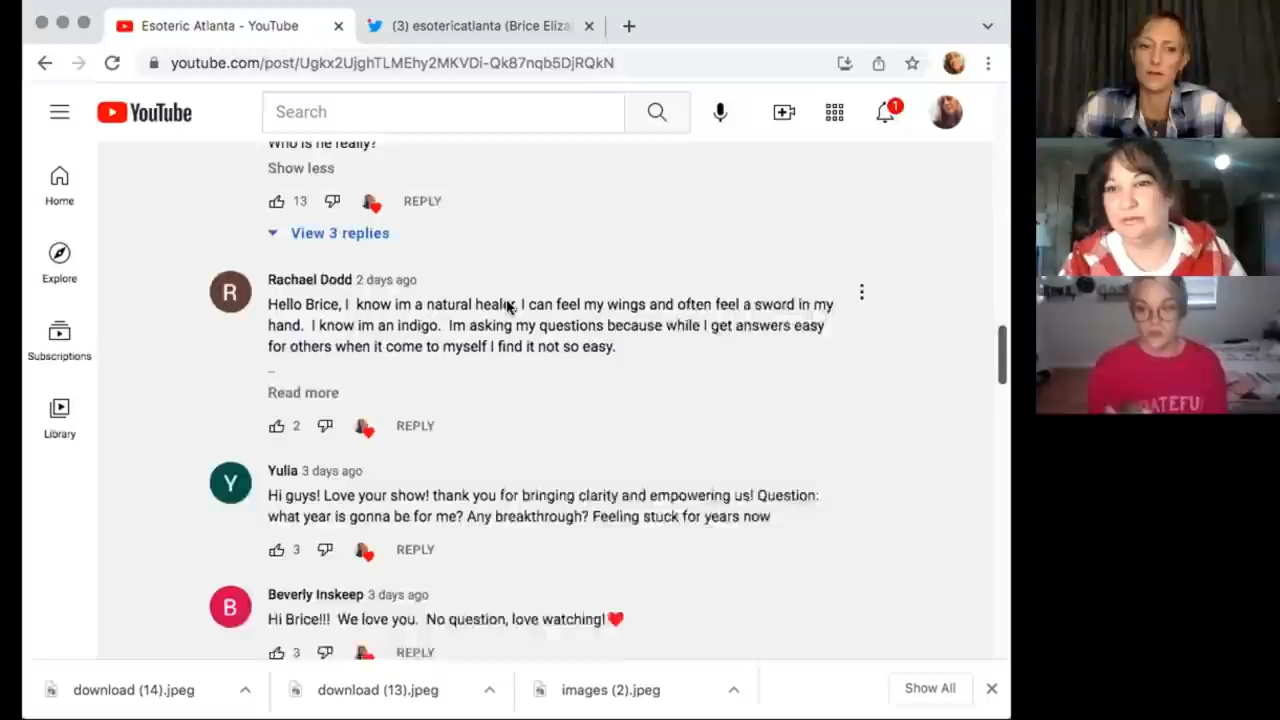 Esoteric Atlanta - YouTube
(3) esotericatlanta (Brice Eliza
youtube.com/post/Ugkx2UjghTLMEhy2MKVDi-Qk87nqb5DjRQkN
YouTube
Search
1
Home
Explore
Subscriptions
Library
Who is he really?
Show less
13 REPLY
View 3 replies
R
Rachael Dodd 2 days ago
Hello Brice, I know im a natural healer, I can feel my wings and often feel a sword in my
hand. I know im an indigo. Im asking my questions because while I get answers easy
for others when it come to myself I find it not so easy.
...
Read more
2 REPLY
Y
Yulia 3 days ago
Hi guys! Love your show! thank you for bringing clarity and empowering us! Question:
what year is gonna be for me? Any breakthrough? Feeling stuck for years now
3 REPLY
B
Beverly Inskeep 3 days ago
Hi Brice!!! We love you. No question, love watching!
3 REPLY
download (14).jpeg
download (13).jpeg
images (2).jpeg
Show All